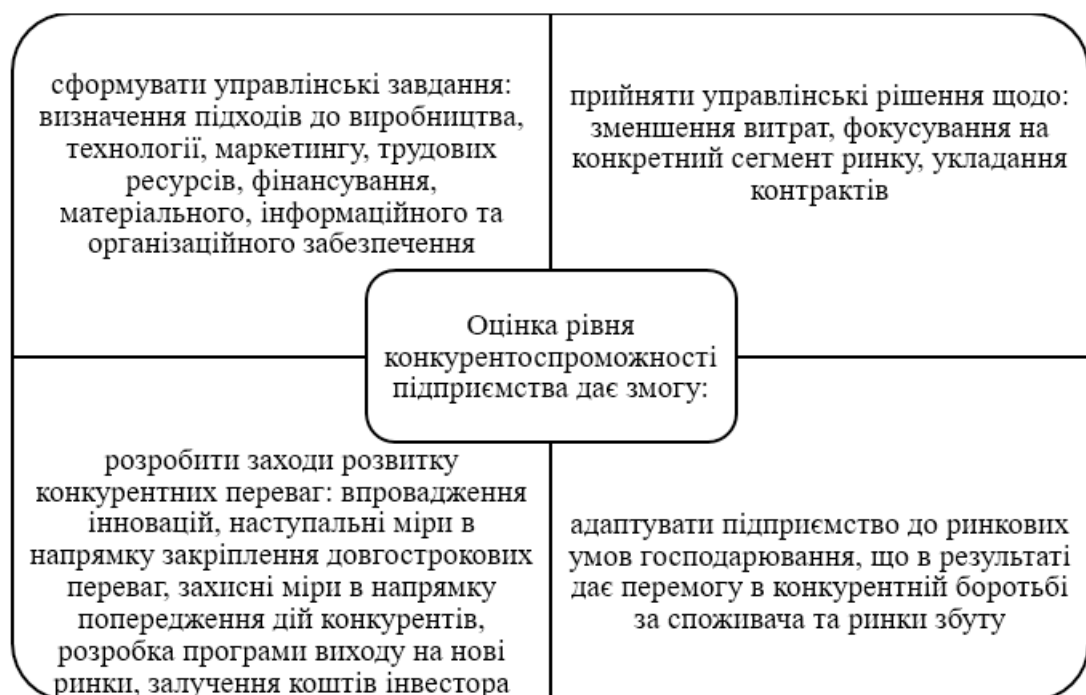 сформувати управлінські завдання:
визначення підходів до виробництва,
технології, маркетингу, трудових
ресурсів, фінансування,
матеріального, інформаційного та
організаційного забезпечення
прийняти управлінські рішення щодо:
зменшення витрат, фокусування на
конкретний сегмент ринку, укладання
контрактів
Оцінка рівня
конкурентоспроможності
підприємства дає змогу:
розробити заходи розвитку
конкурентних переваг: впровадження
інновацій, наступальні міри в
напрямку закріплення довгострокових
переваг, захисні міри в напрямку
попередження дій конкурентів,
розробка програми виходу на нові
ринки, залучення коштів інвестора
адаптувати підприємство до ринкових
умов господарювання, що в результаті
дає перемогу в конкурентній боротьбі
за споживача та ринки збуту